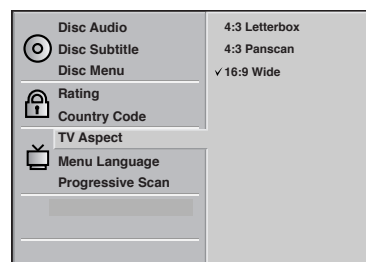 Disc Audio
Disc Subtitle
Disc Menu
Rating
Country Code
TV Aspect
Menu Language
Progressive Scan
4:3 Letterbox
4:3 Panscan
✓ 16:9 Wide